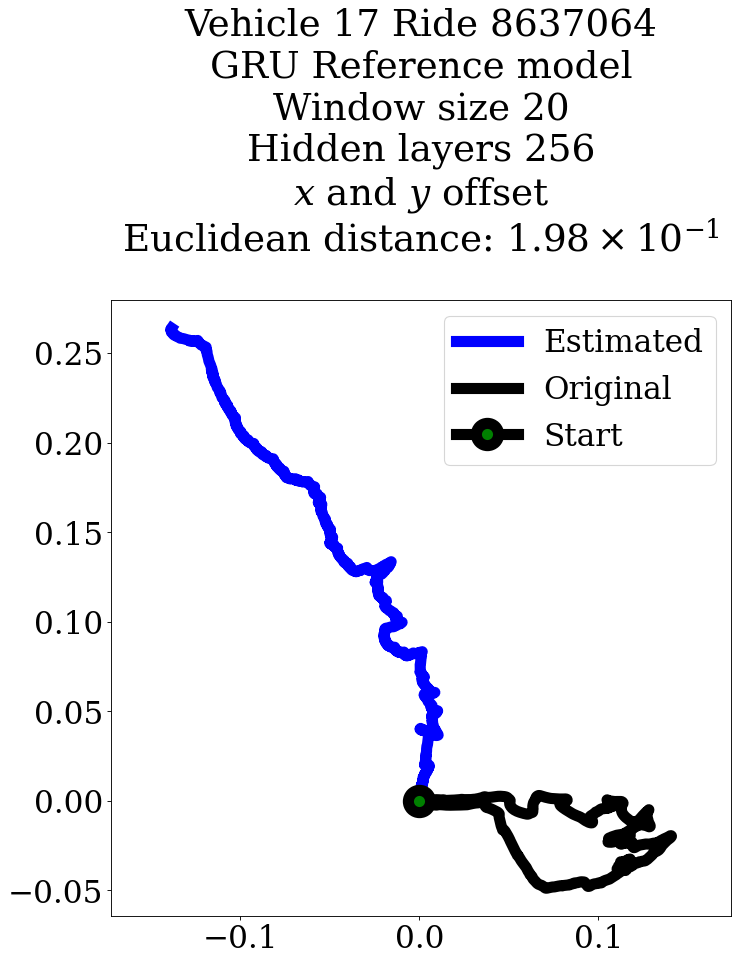 Vehicle 17 Ride 8637064
GRU Reference model
Window size 20
Hidden layers 256
x and y offset
Euclidean distance: 1.98 × 10⁻¹
Estimated
Original
Start
0.25
0.20
0.15
0.10
0.05
0.00
−0.05
−0.1 0.0 0.1